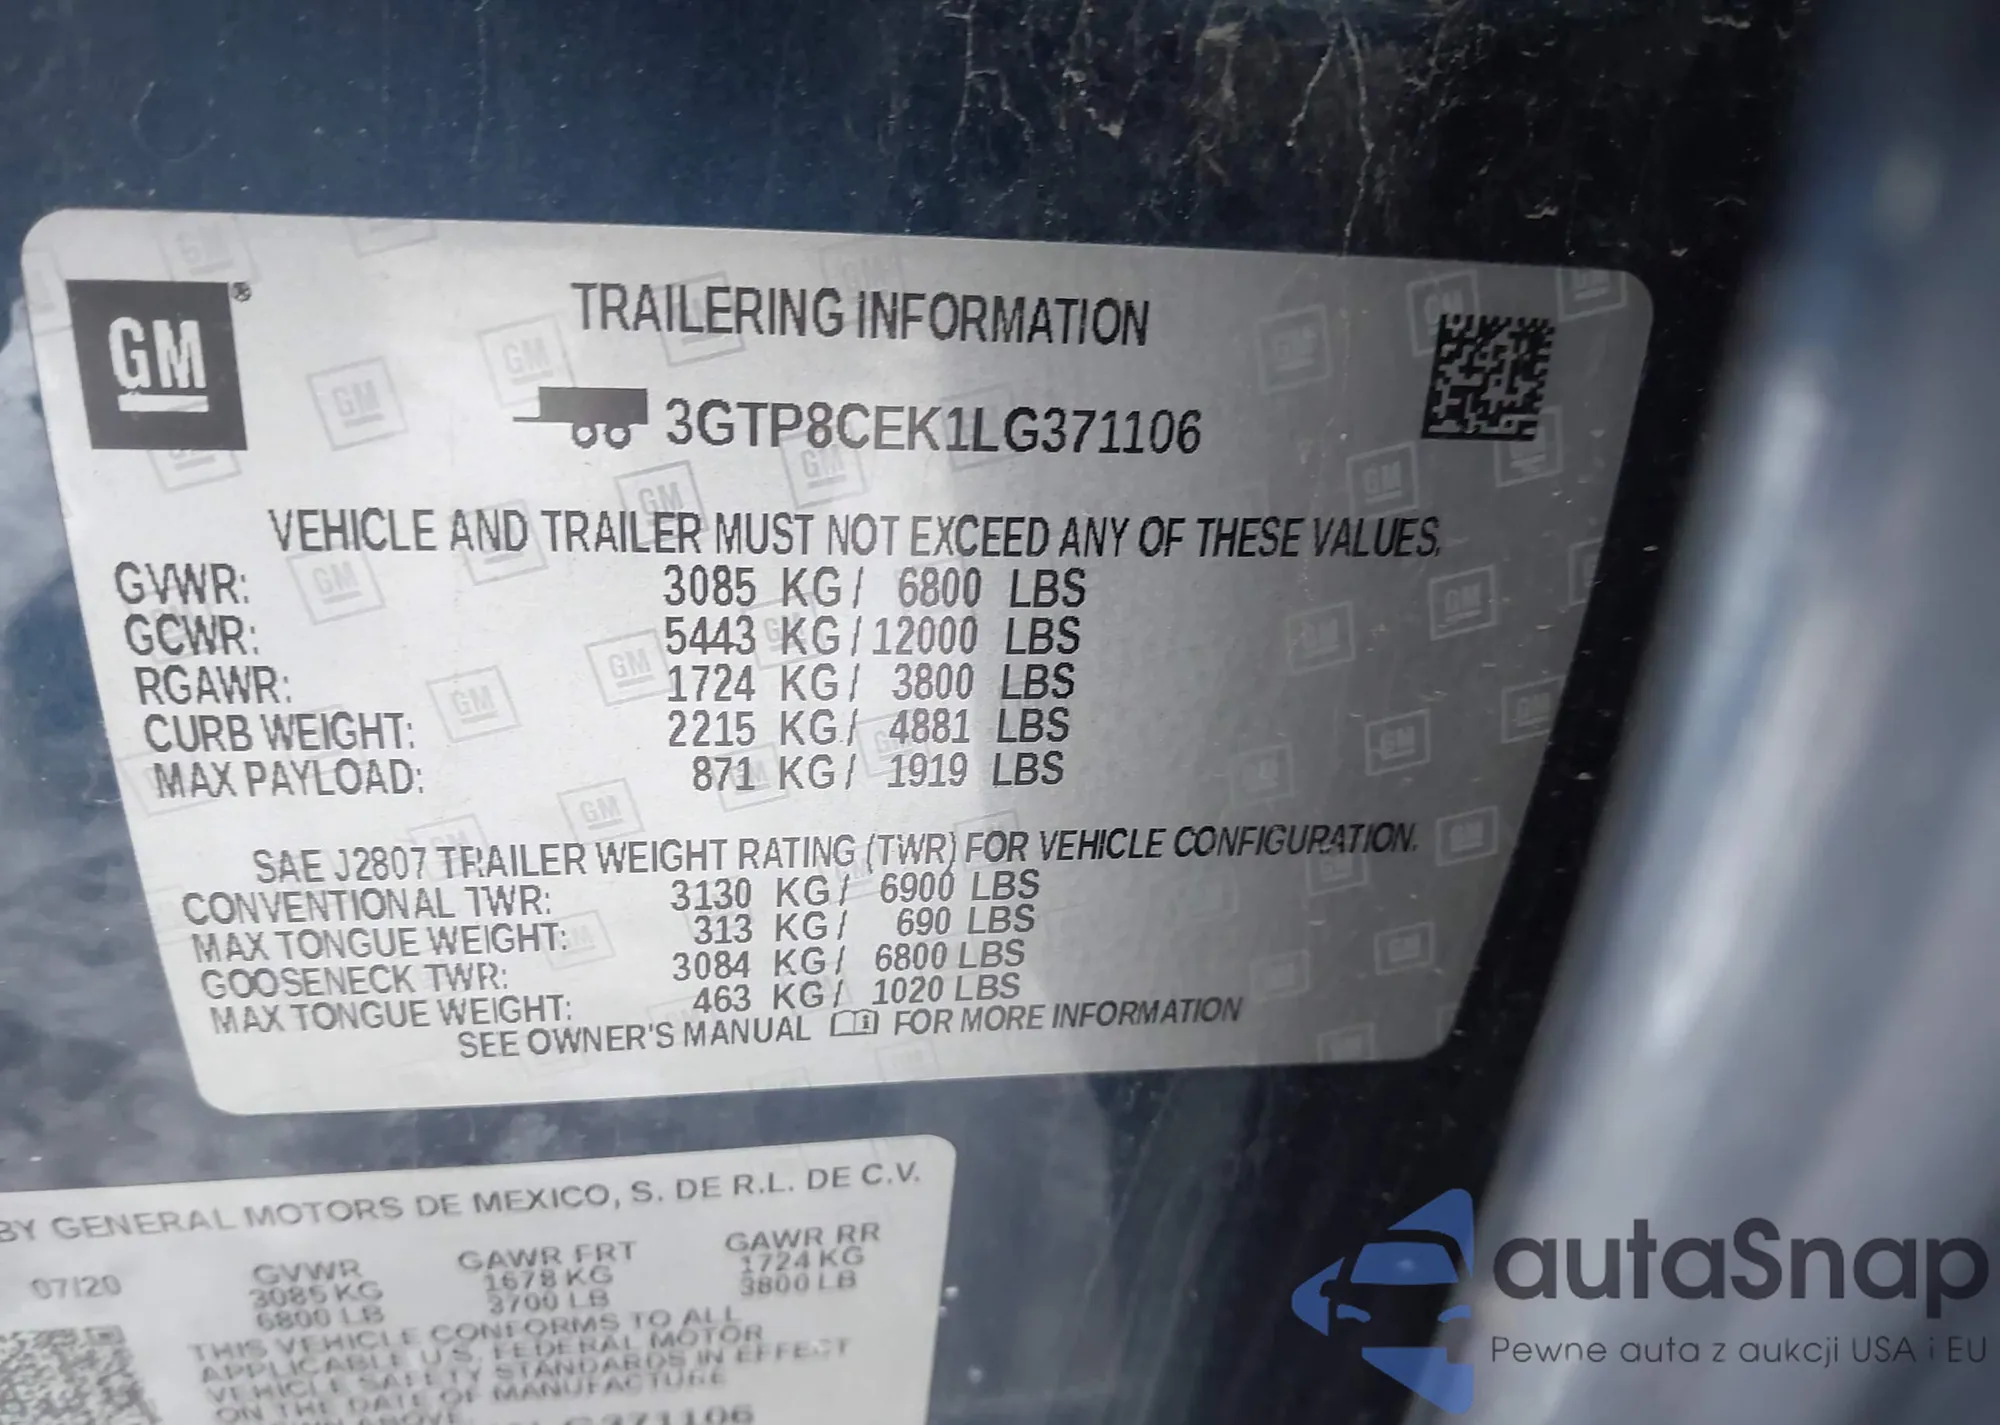 GM ®
TRAILERING INFORMATION
3GTP8CEK1LG371106
VEHICLE AND TRAILER MUST NOT EXCEED ANY OF THESE VALUES.
GVWR: 3085 KG / 6800 LBS
GCWR: 5443 KG / 12000 LBS
RGAWR: 1724 KG / 3800 LBS
CURB WEIGHT: 2215 KG / 4881 LBS
MAX PAYLOAD: 871 KG / 1919 LBS
SAE J2807 TRAILER WEIGHT RATING (TWR) FOR VEHICLE CONFIGURATION.
CONVENTIONAL TWR: 3130 KG / 6900 LBS
MAX TONGUE WEIGHT: 313 KG / 690 LBS
GOOSENECK TWR: 3084 KG / 6800 LBS
MAX TONGUE WEIGHT: 463 KG / 1020 LBS
SEE OWNER'S MANUAL FOR MORE INFORMATION
BY GENERAL MOTORS DE MEXICO, S. DE R.L. DE C.V.
07/20 GVWR GAWR FRT GAWR RR
3085 KG 1678 KG 1724 KG
6800 LB 3700 LB 3800 LB
THIS VEHICLE CONFORMS TO ALL
APPLICABLE U.S. FEDERAL MOTOR
VEHICLE SAFETY STANDARDS IN EFFECT
ON THE DATE OF MANUFACTURE
ABOVE.
G371106
autaSnap
Pewne auta z aukcji USA i EU